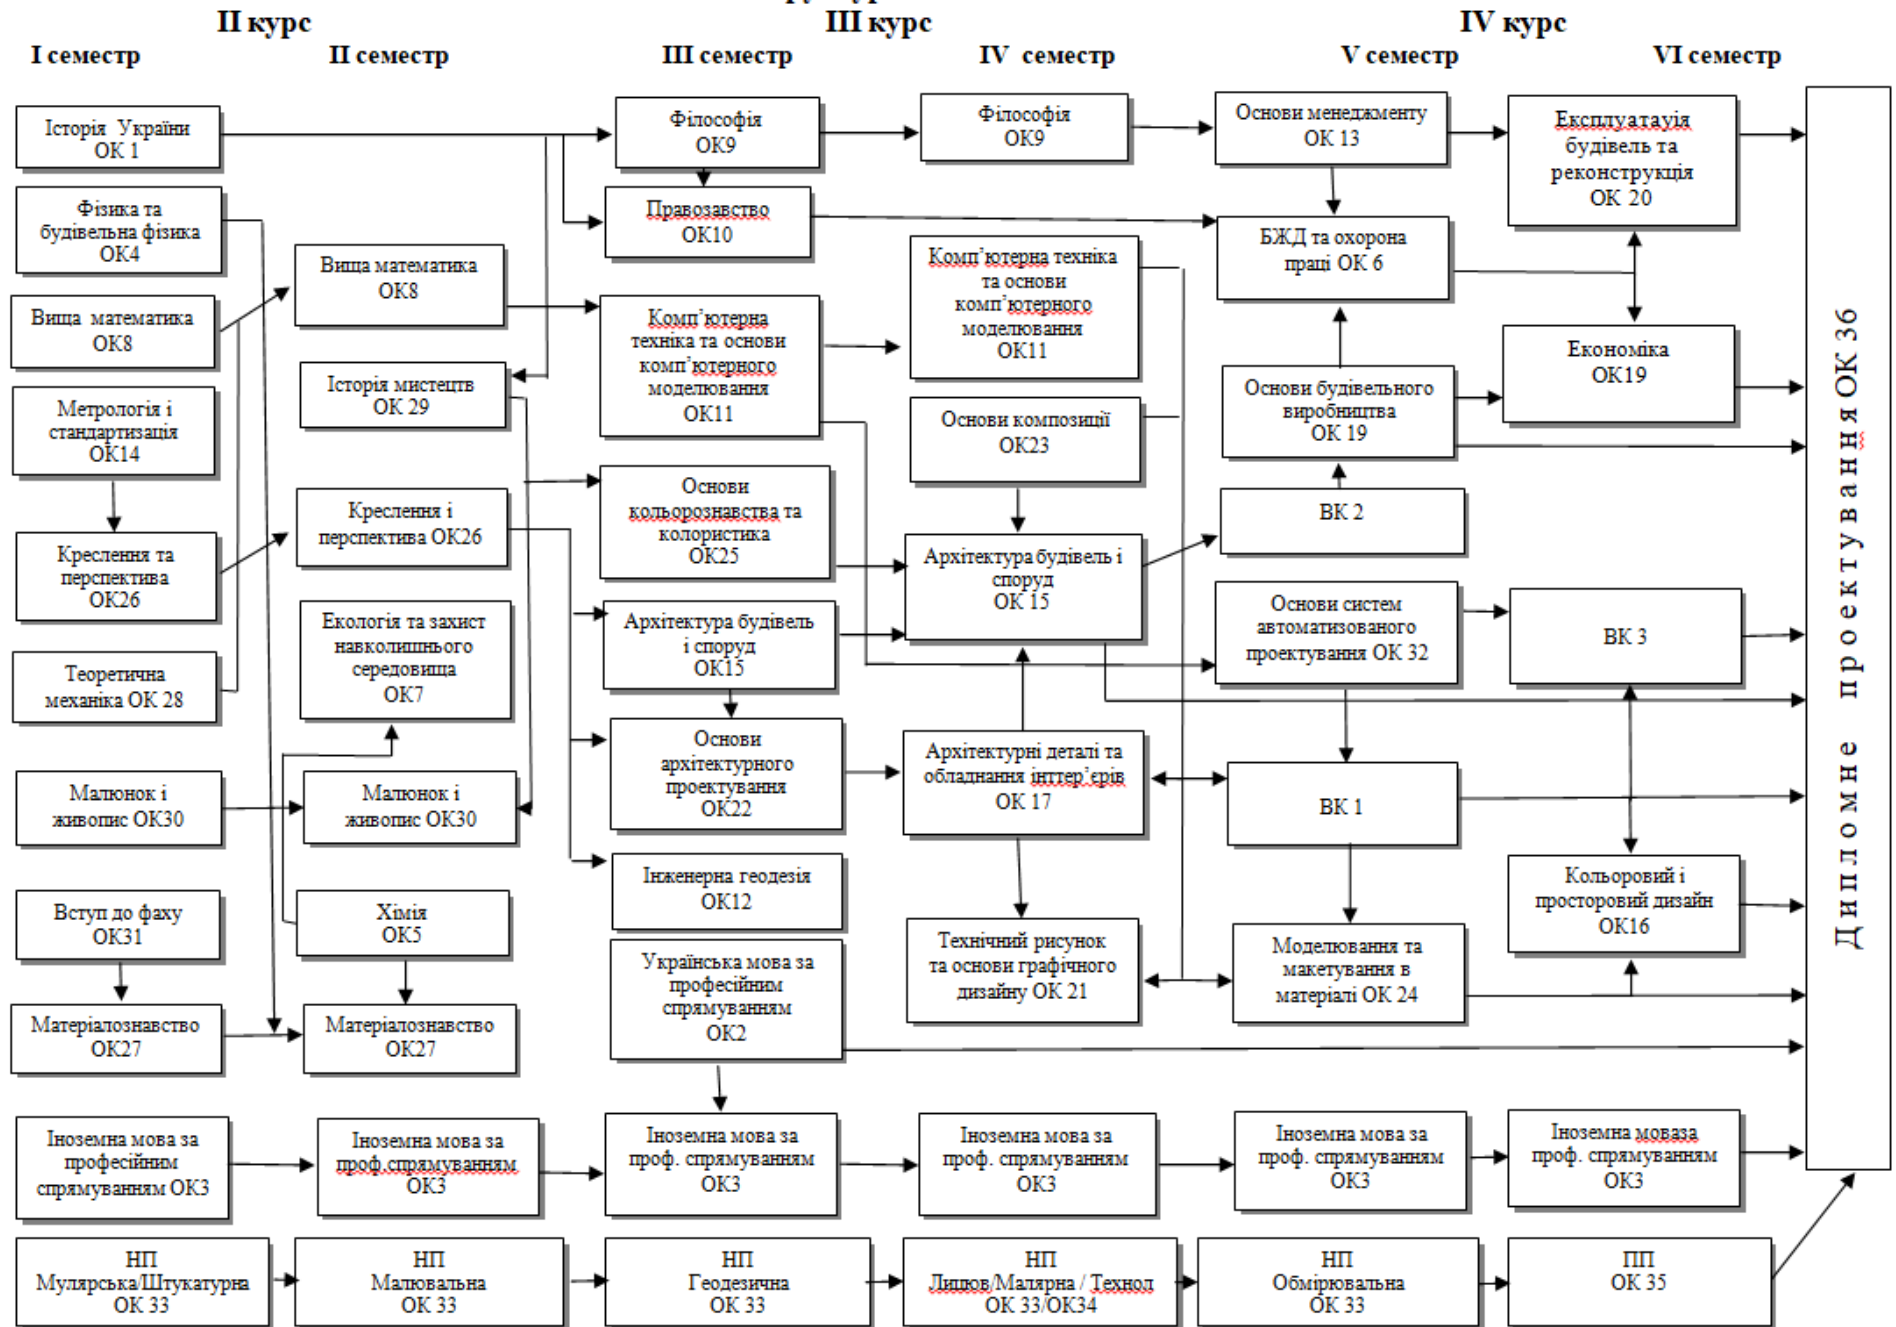 II курс
III курс
IV курс
I семестр
II семестр
III семестр
IV семестр
V семестр
VI семестр
Історія України
ОК 1
Фізика та
будівельна фізика
ОК4
Вища математика
ОК8
Метрологія і
стандартизація
ОК14
Креслення та
перспектива
ОК26
Теоретична
механіка ОК 28
Малюнок і
живопис ОК30
Вступ до фаху
ОК31
Матеріалознавство
ОК27
Іноземна мова за
професійним
спрямуванням ОК3
НП
Мулярська/Штукатурна
ОК 33
Вища математика
ОК8
Історія мистецтв
ОК 29
Креслення і
перспектива ОК26
Екологія та захист
навколишнього
середовища
ОК7
Малюнок і
живопис ОК30
Хімія
ОК5
Матеріалознавство
ОК27
Іноземна мова за
проф.спрямуванням
ОК3
НП
Малювальна
ОК 33
Філософія
ОК9
Правозавство
ОК10
Комп’ютерна
техніка та основи
комп’ютерного
моделювання
ОК11
Основи
кольорознавства та
колористика
ОК25
Архітектура будівель
і споруд
ОК15
Основи
архітектурного
проектування
ОК22
Інженерна геодезія
ОК12
Українська мова за
професійним
спрямуванням
ОК2
Іноземна мова за
проф. спрямуванням
ОК3
НП
Геодезична
ОК 33
Філософія
ОК9
Комп’ютерна техніка
та основи
комп’ютерного
моделювання
ОК11
Основи композиції
ОК23
Архітектура будівель і
споруд
ОК 15
Архітектурні деталі та
обладнання інттер’єрів
ОК 17
Технічний рисунок
та основи графічного
дизайну ОК 21
Іноземна мова за
проф. спрямуванням
ОК3
НП
Лицюв/Малярна / Технол
ОК 33/ОК34
Основи менеджменту
ОК 13
БЖД та охорона
праці ОК 6
Основи будівельного
виробництва
ОК 19
ВК 2
Основи систем
автоматизованого
проектування ОК 32
ВК 1
Моделювання та
макетування в
матеріалі ОК 24
Іноземна мова за
проф. спрямуванням
ОК3
НП
Обмірювальна
ОК 33
Експлуатауія
будівель та
реконструкція
ОК 20
Економіка
ОК19
ВК 3
Кольоровий і
просторовий дизайн
ОК16
Іноземна моваза
проф. спрямуванням
ОК3
ПП
ОК 35
Дипломне проектування ОК 36